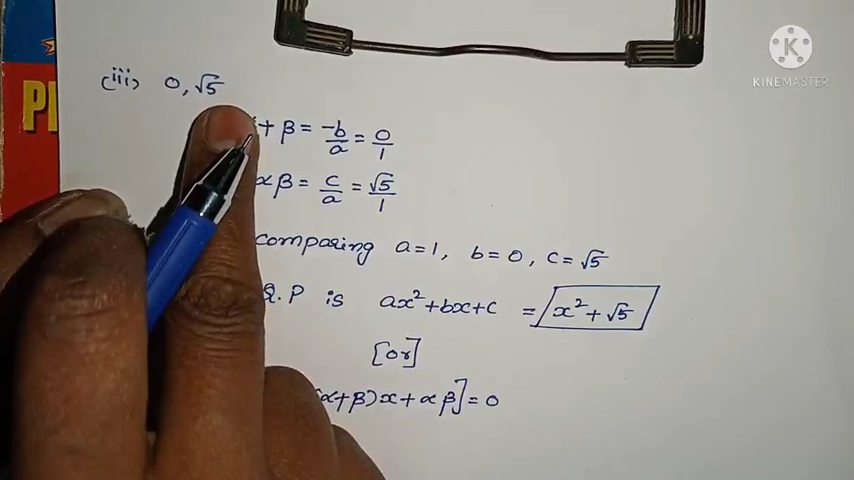 K
KINEMASTER
(iii) 0, √5
+ β = -b/a = 0/1
αβ = c/a = √5/1
comparing a=1, b=0, c=√5
Q.P is ax²+bx+c = x²+√5
[or]
(α+β)x+αβ]=0